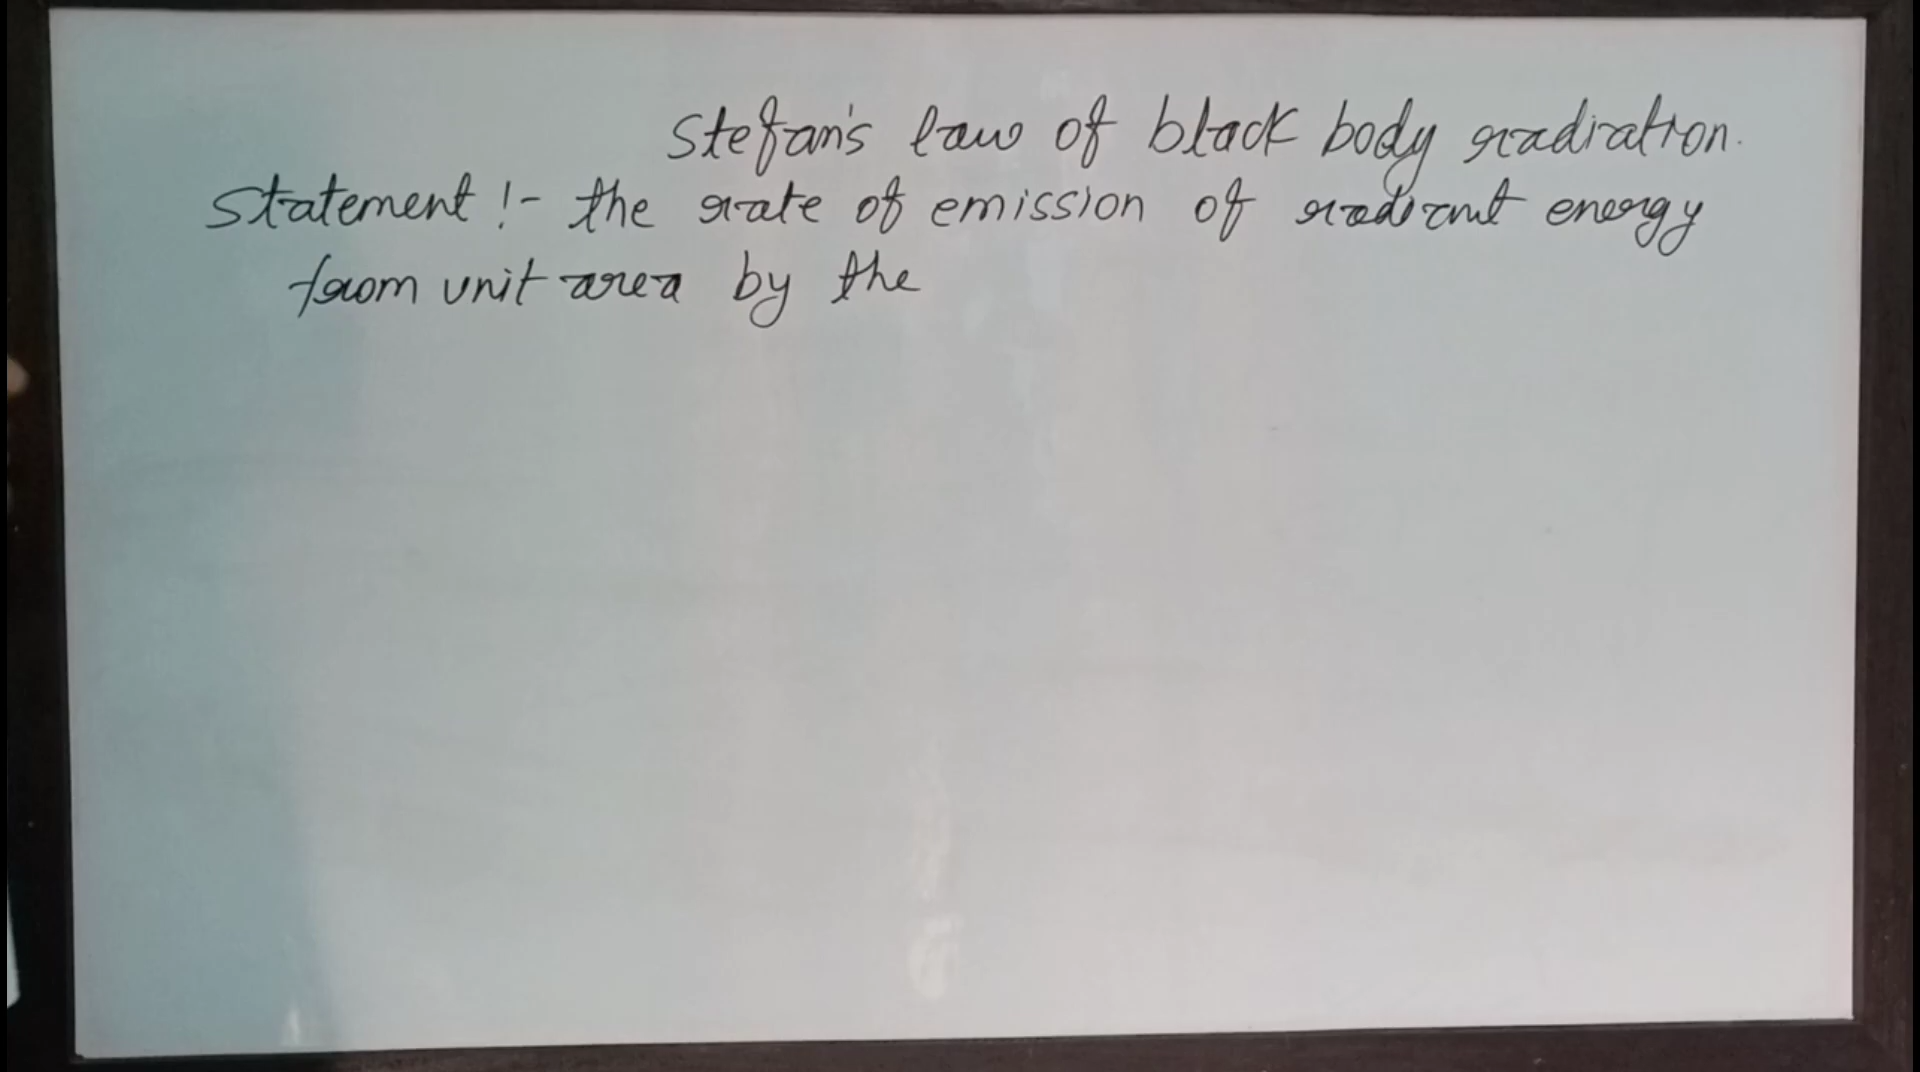 Stefan's law of black body radiation.
Statement :- the rate of emission of radiant energy
from unit area by the